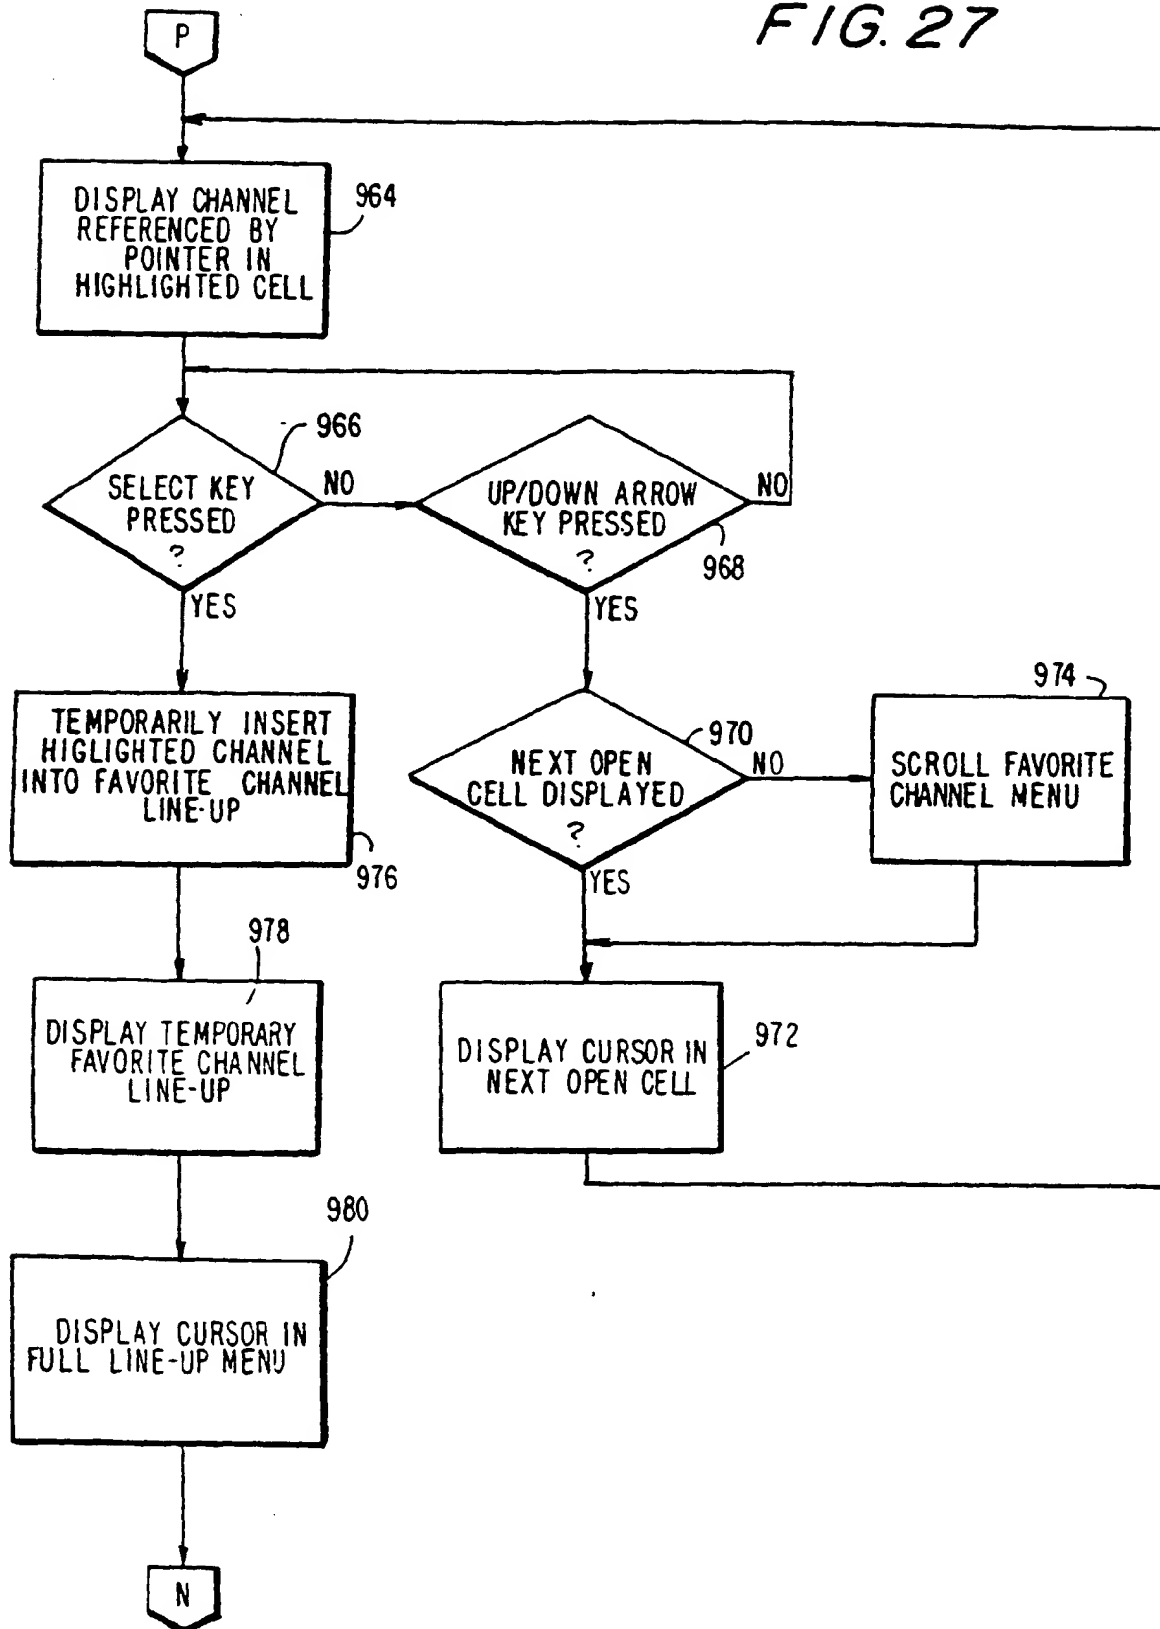 FIG. 27
P
DISPLAY CHANNEL
REFERENCED BY
POINTER IN
HIGHLIGHTED CELL
964
966
SELECT KEY
PRESSED
?
NO
YES
UP/DOWN ARROW
KEY PRESSED
?
NO
968
YES
TEMPORARILY INSERT
HIGLIGHTED CHANNEL
INTO FAVORITE CHANNEL
LINE-UP
976
970
NEXT OPEN
CELL DISPLAYED
?
NO
YES
974
SCROLL FAVORITE
CHANNEL MENU
978
DISPLAY TEMPORARY
FAVORITE CHANNEL
LINE-UP
DISPLAY CURSOR IN
NEXT OPEN CELL
972
980
DISPLAY CURSOR IN
FULL LINE-UP MENU
N